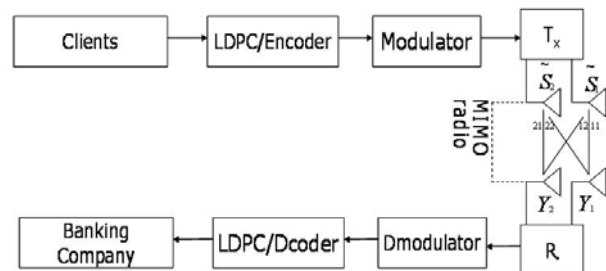 Clients
LDPC/Encoder
Modulator
Tx
S̃2
S̃1
MIMO
radio
21 22
12 11
Y2
Y1
Banking
Company
LDPC/Dcoder
Dmodulator
R